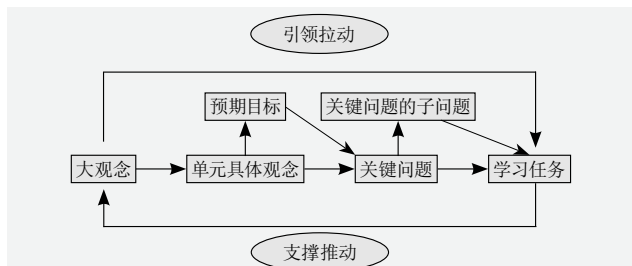 引领拉动
预期目标
关键问题的子问题
大观念
单元具体观念
关键问题
学习任务
支撑推动